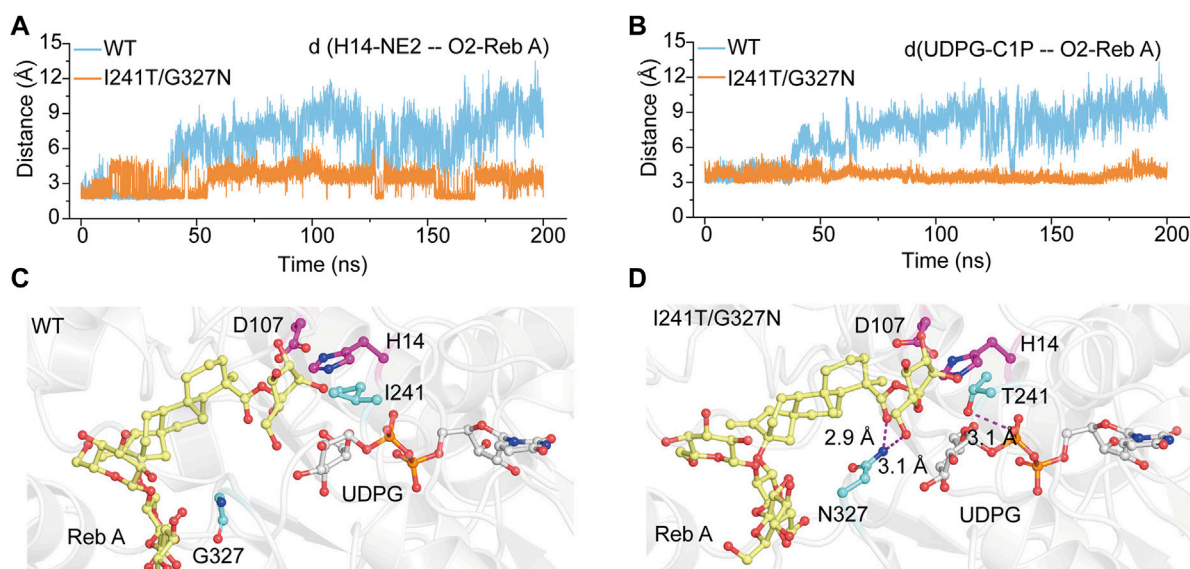 A
d (H14-NE2 -- O2-Reb A)
WT
I241T/G327N
Distance (Å)
15
12
9
6
3
0
0
50
100
150
200
Time (ns)
B
d(UDPG-C1P -- O2-Reb A)
WT
I241T/G327N
Distance (Å)
15
12
9
6
3
0
0
50
100
150
200
Time (ns)
C
WT
D107
H14
I241
UDPG
Reb A
G327
D
I241T/G327N
D107
H14
T241
2.9 Å
3.1 Å
3.1 Å
N327
UDPG
Reb A